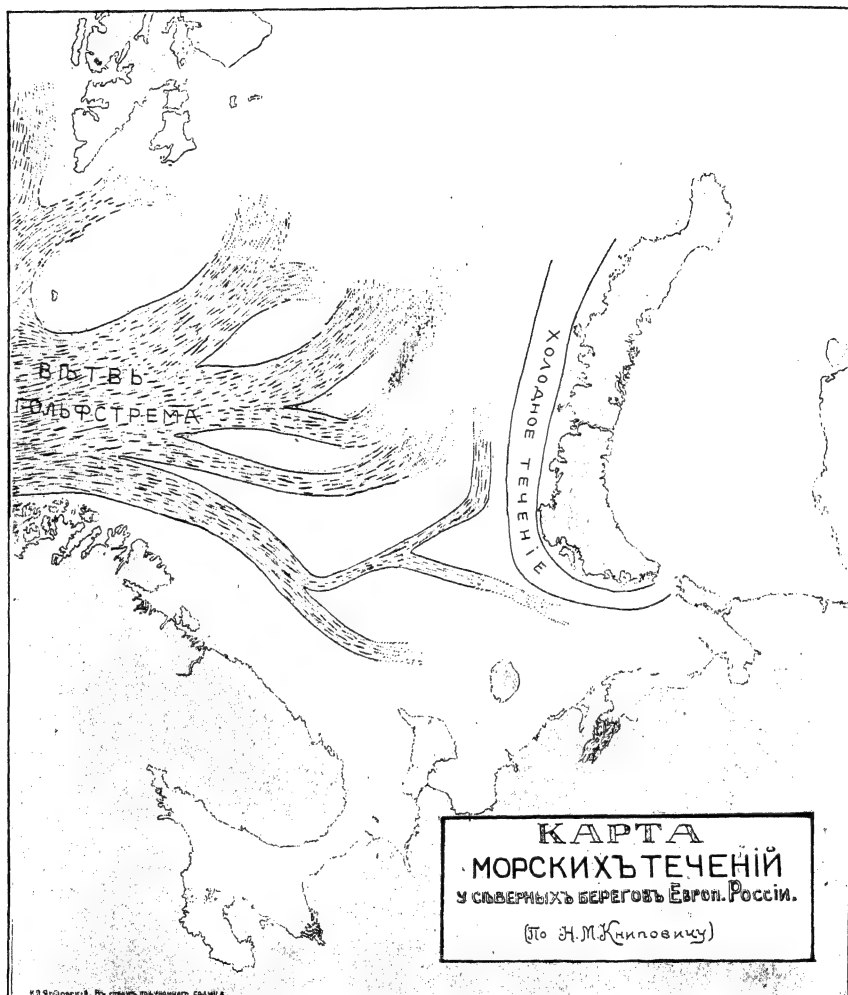 ВѢТВЬ
ГОЛЬФСТРЕМА
ХОЛОДНОЕ ТЕЧЕНІЕ
КАРТА
МОРСКИХЪ ТЕЧЕНІЙ
У СѢВЕРНЫХЪ БЕРЕГОВЪ ЕВРОП. РОССІИ.
(По Н. М. Книповичу)